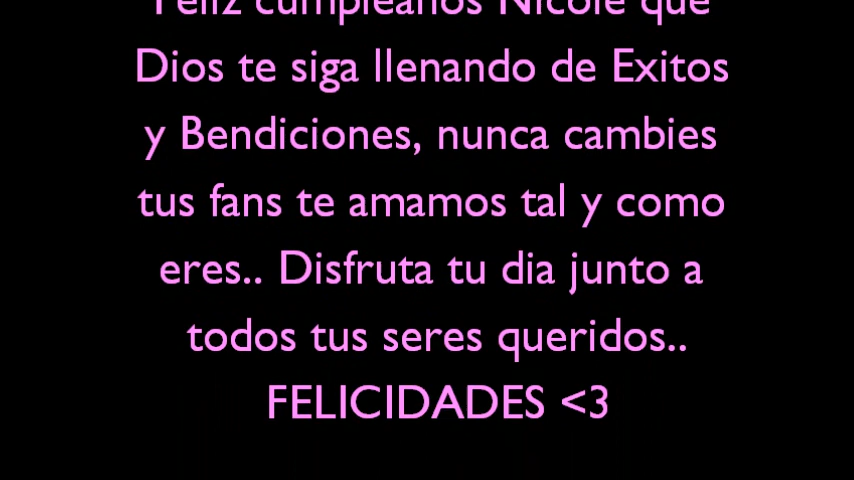 Feliz cumpleaños Nicole que
Dios te siga llenando de Exitos
y Bendiciones, nunca cambies
tus fans te amamos tal y como
eres.. Disfruta tu dia junto a
todos tus seres queridos..
FELICIDADES <3